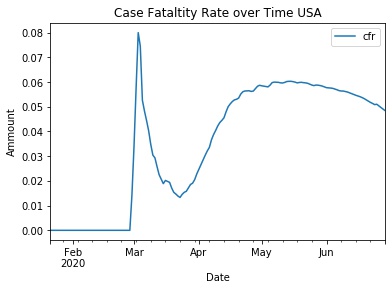 Case Fataltity Rate over Time USA
cfr
Ammount
0.08
0.07
0.06
0.05
0.04
0.03
0.02
0.01
0.00
Feb
2020
Mar
Apr
May
Jun
Date